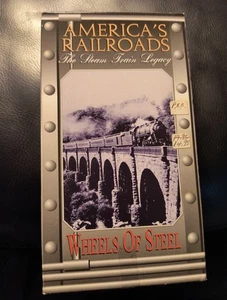 AMERICA'S
RAILROADS
The Steam Train Legacy
WHEELS OF STEEL